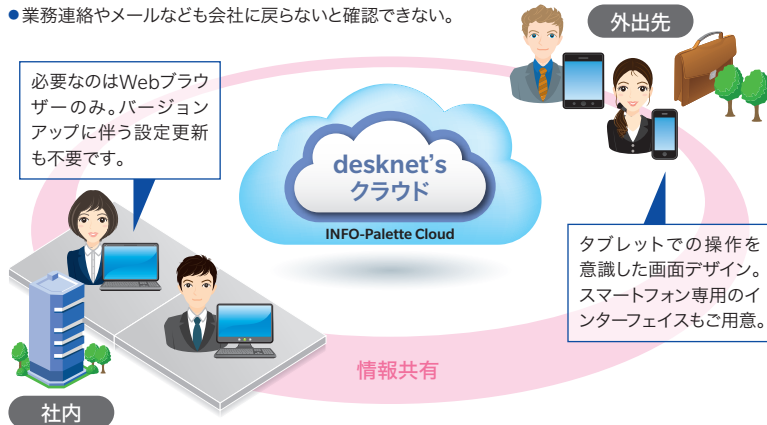 ●業務連絡やメールなども会社に戻らないと確認できない。
外出先
必要なのはWebブラウ
ザーのみ。バージョン
アップに伴う設定更新
も不要です。
desknet's
クラウド
INFO-Palette Cloud
タブレットでの操作を
意識した画面デザイン。
スマートフォン専用のイ
ンターフェイスもご用意。
情報共有
社内